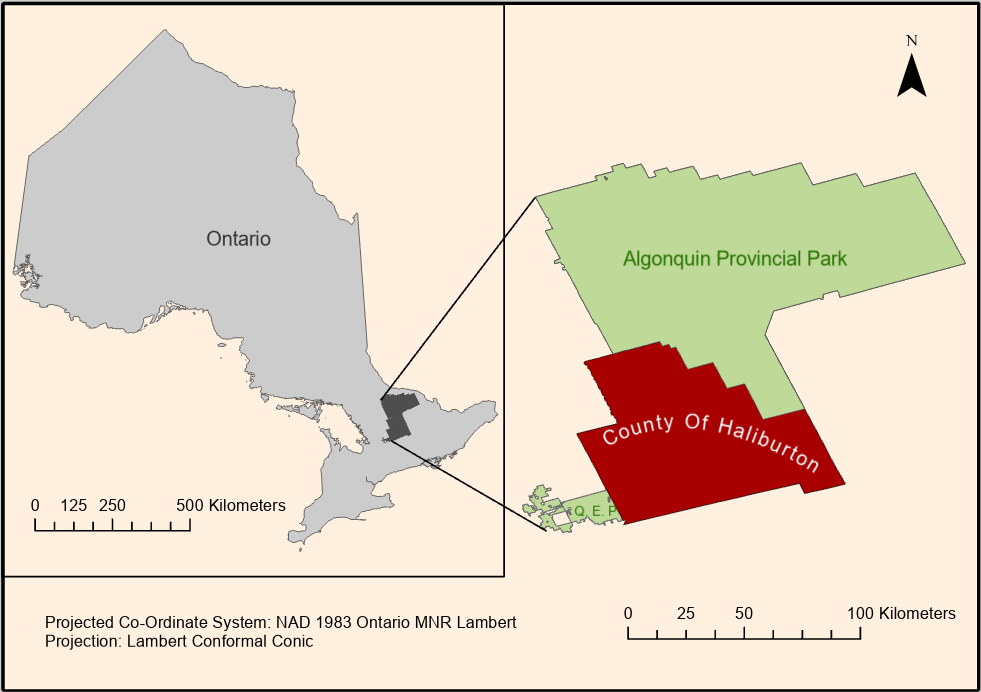 N
Ontario
Algonquin Provincial Park
County Of Haliburton
Q. E. P
0 125 250 500 Kilometers
0 25 50 100 Kilometers
Projected Co-Ordinate System: NAD 1983 Ontario MNR Lambert
Projection: Lambert Conformal Conic